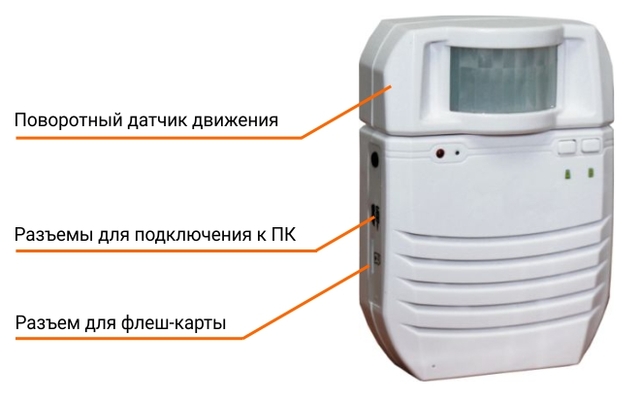 Поворотный датчик движения
Разъемы для подключения к ПК
Разъем для флеш-карты